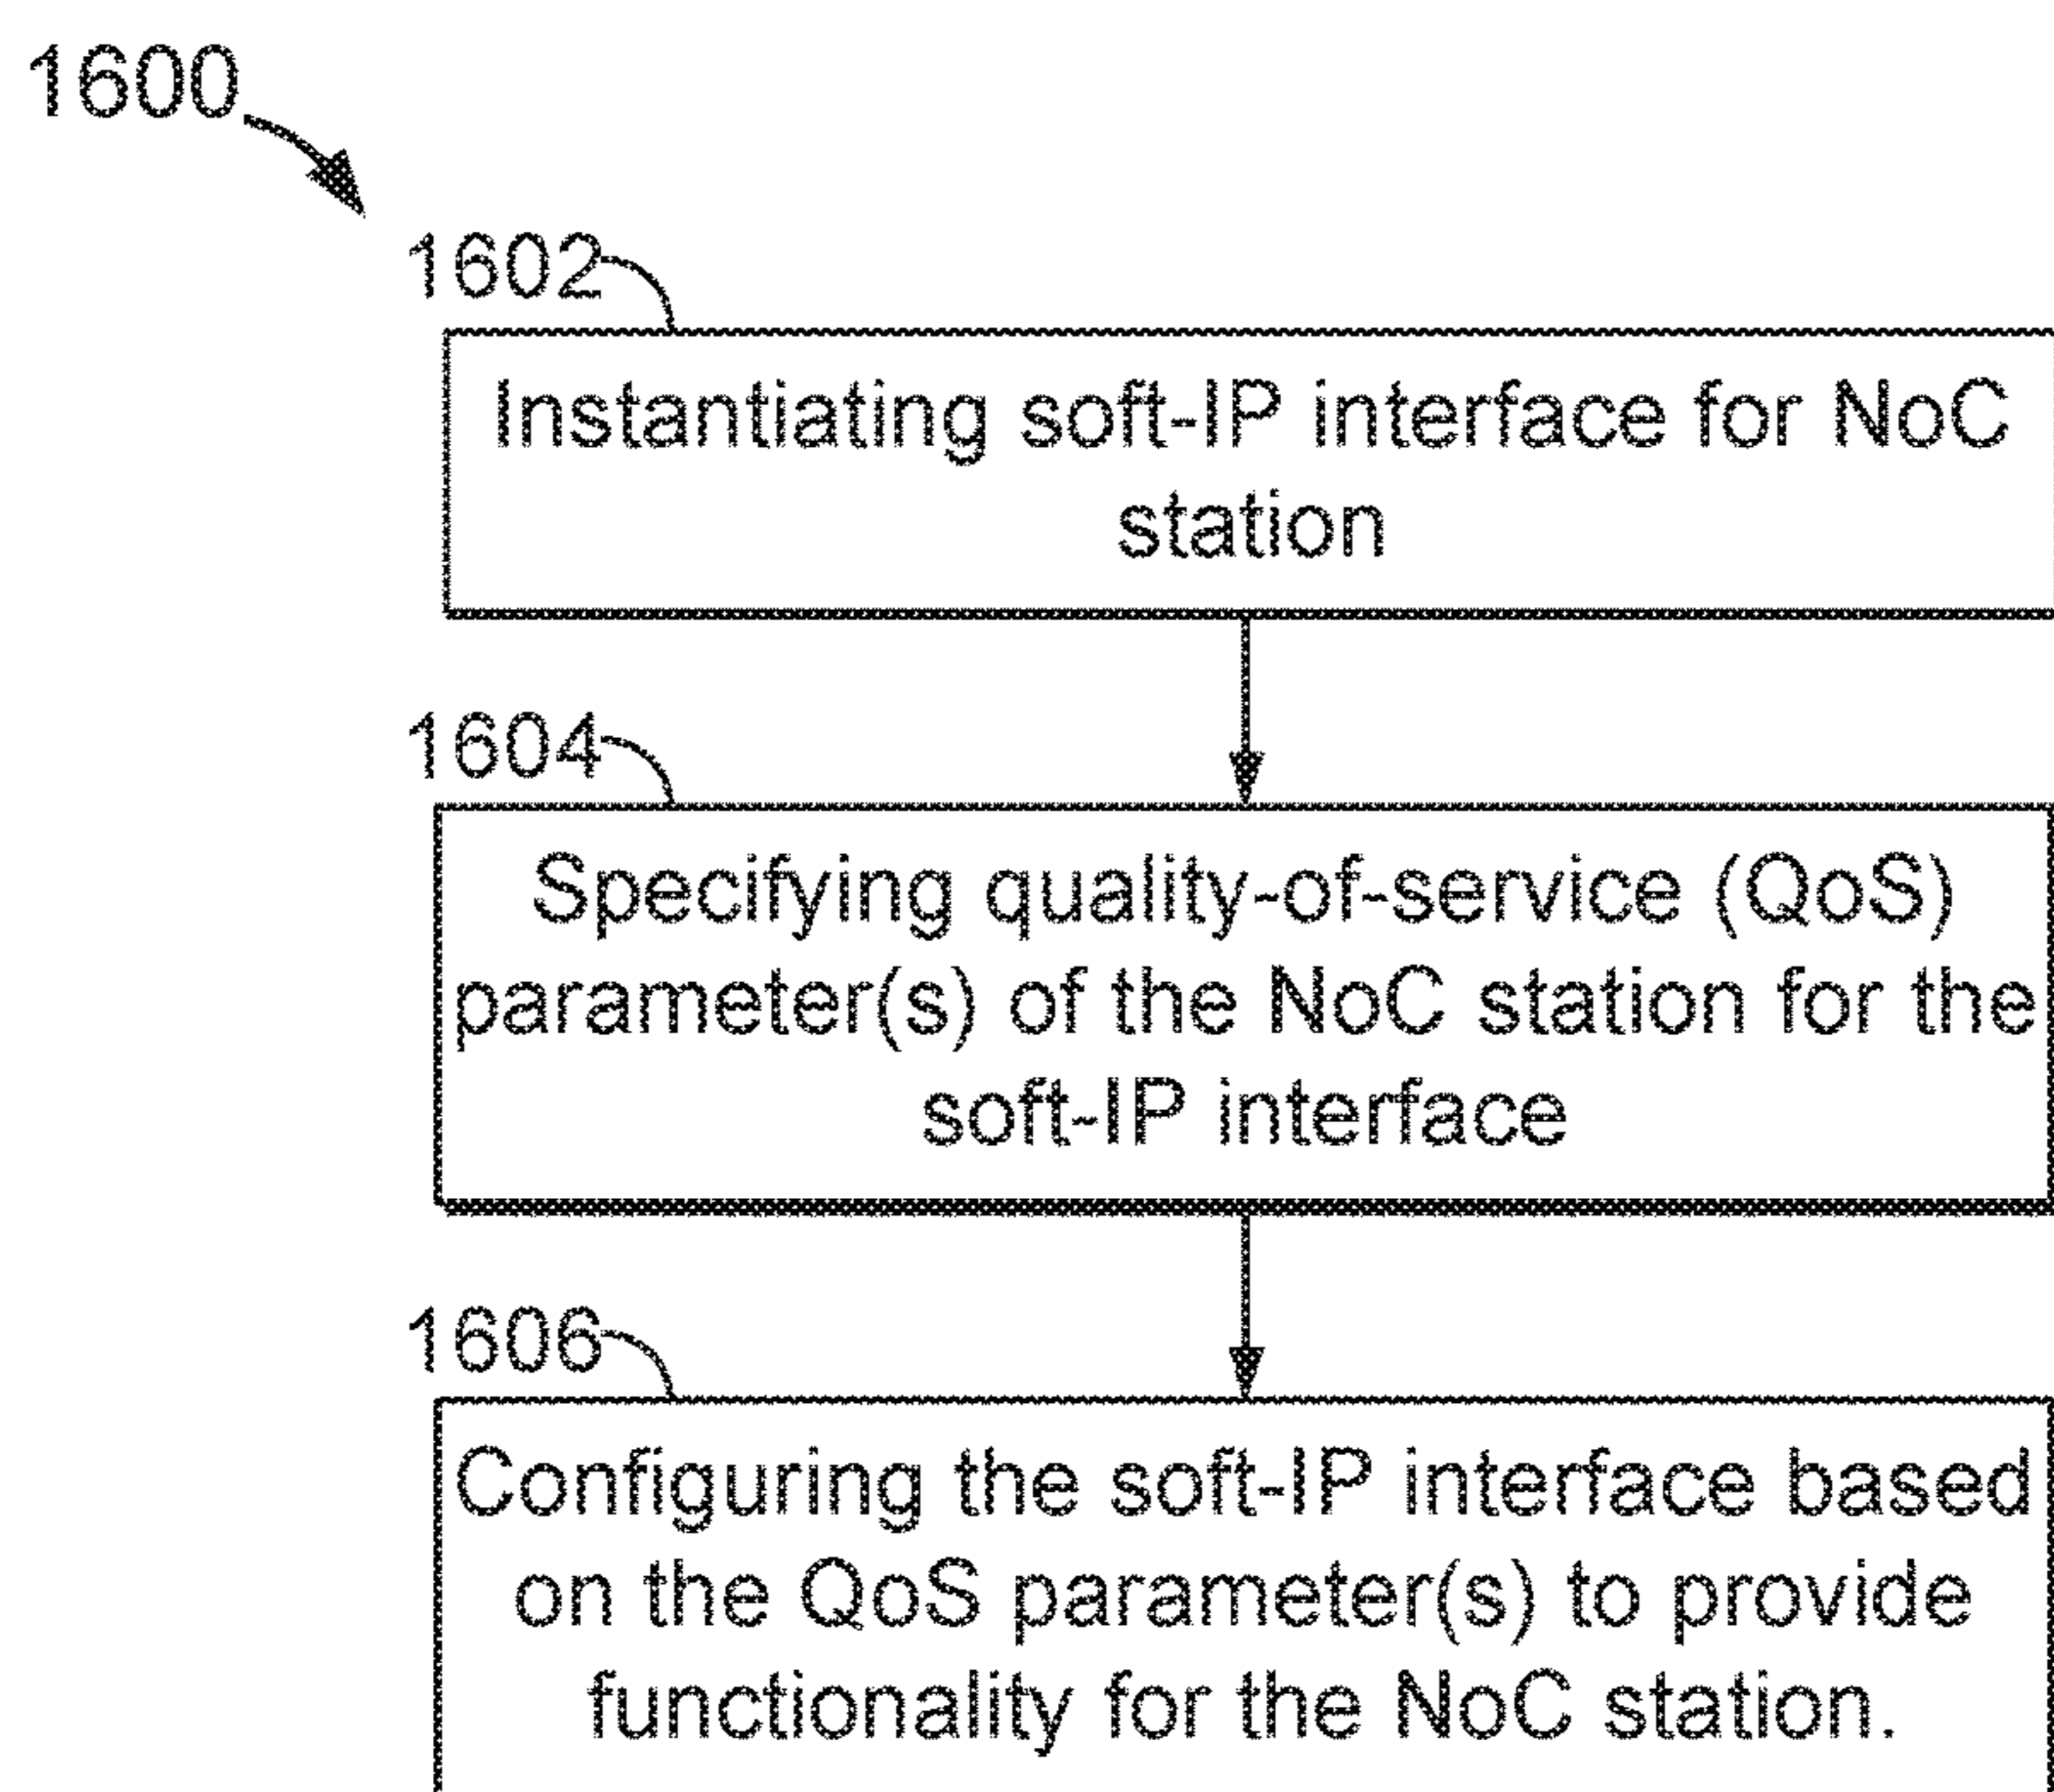 1600
1602
Instantiating soft-IP interface for NoC
station
1604
Specifying quality-of-service (QoS)
parameter(s) of the NoC station for the
soft-IP interface
1606
Configuring the soft-IP interface based
on the QoS parameter(s) to provide
functionality for the NoC station.